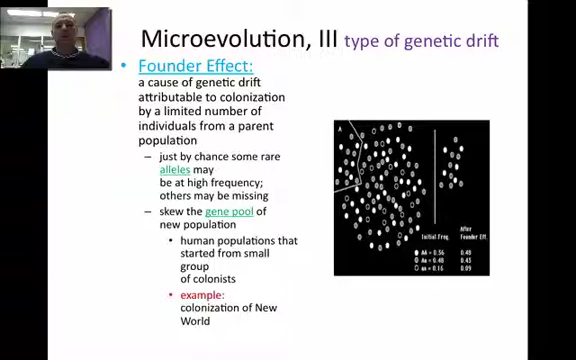 Microevolution, III type of genetic drift
• Founder Effect:
a cause of genetic drift
attributable to colonization
by a limited number of
individuals from a parent
population
– just by chance some rare
alleles may
be at high frequency;
others may be missing
– skew the gene pool of
new population
• human populations that
started from small
group
of colonists
• example:
colonization of New
World
A
Initial Freq.
After
Founder Eff.
AA = 0.36 0.48
Aa = 0.48 0.43
aa = 0.16 0.09